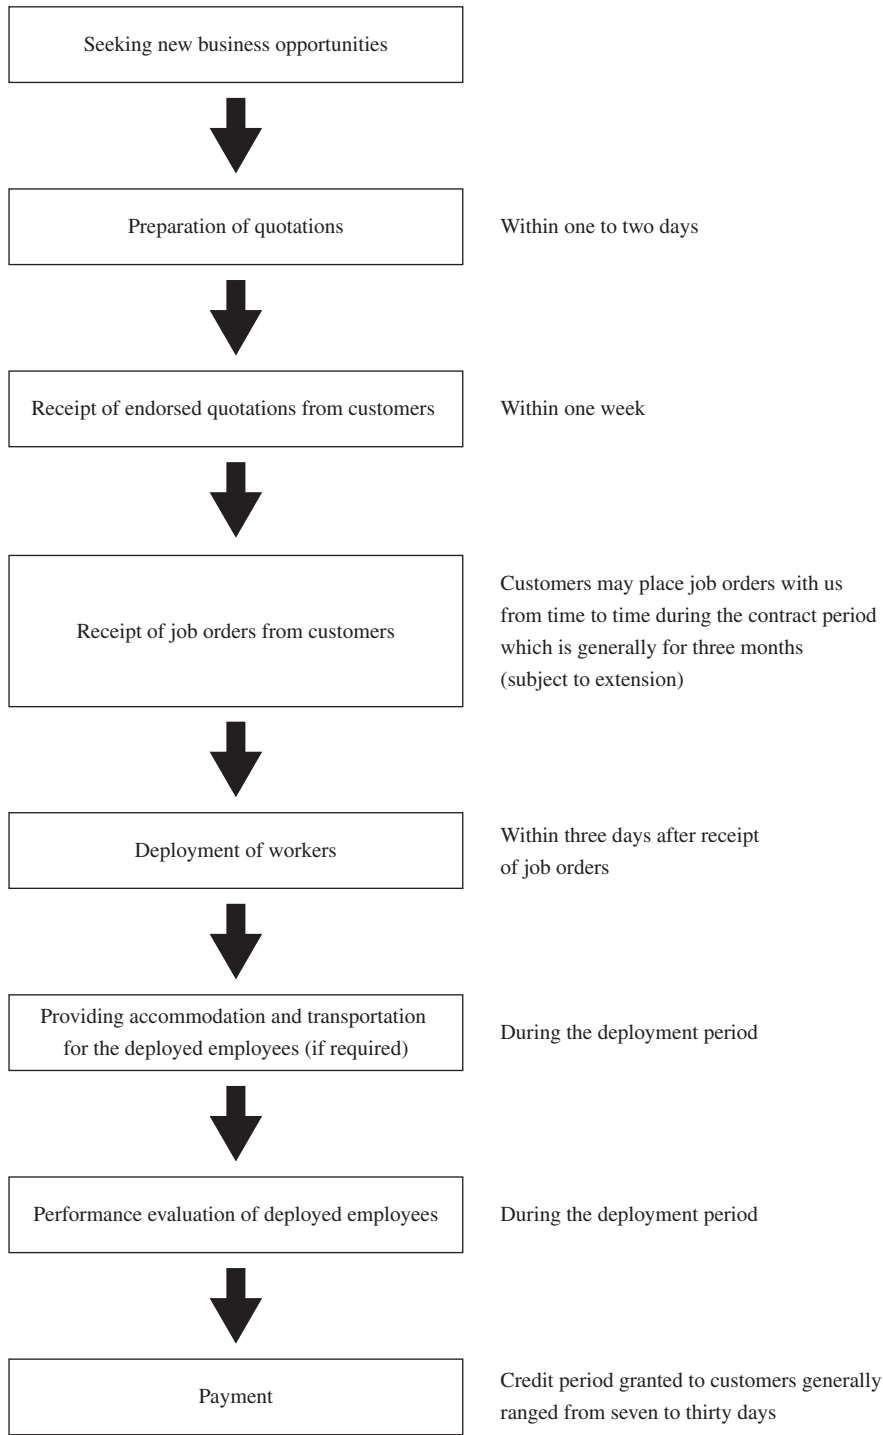 Seeking new business opportunities
Preparation of quotations
Within one to two days
Receipt of endorsed quotations from customers
Within one week
Receipt of job orders from customers
Customers may place job orders with us
from time to time during the contract period
which is generally for three months
(subject to extension)
Deployment of workers
Within three days after receipt
of job orders
Providing accommodation and transportation
for the deployed employees (if required)
During the deployment period
Performance evaluation of deployed employees
During the deployment period
Payment
Credit period granted to customers generally
ranged from seven to thirty days